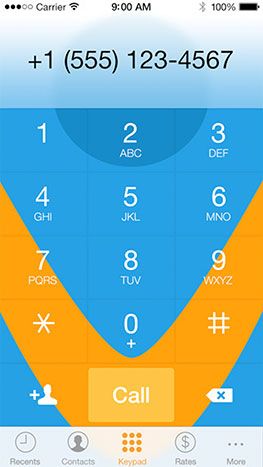 Carrier 9:00 AM 100%
+1 (555) 123-4567
1 2 3
ABC DEF
4 5 6
GHI JKL MNO
7 8 9
PQRS TUV WXYZ
* 0 #
+
+ Call
$
Recents Contacts Keypad Rates More